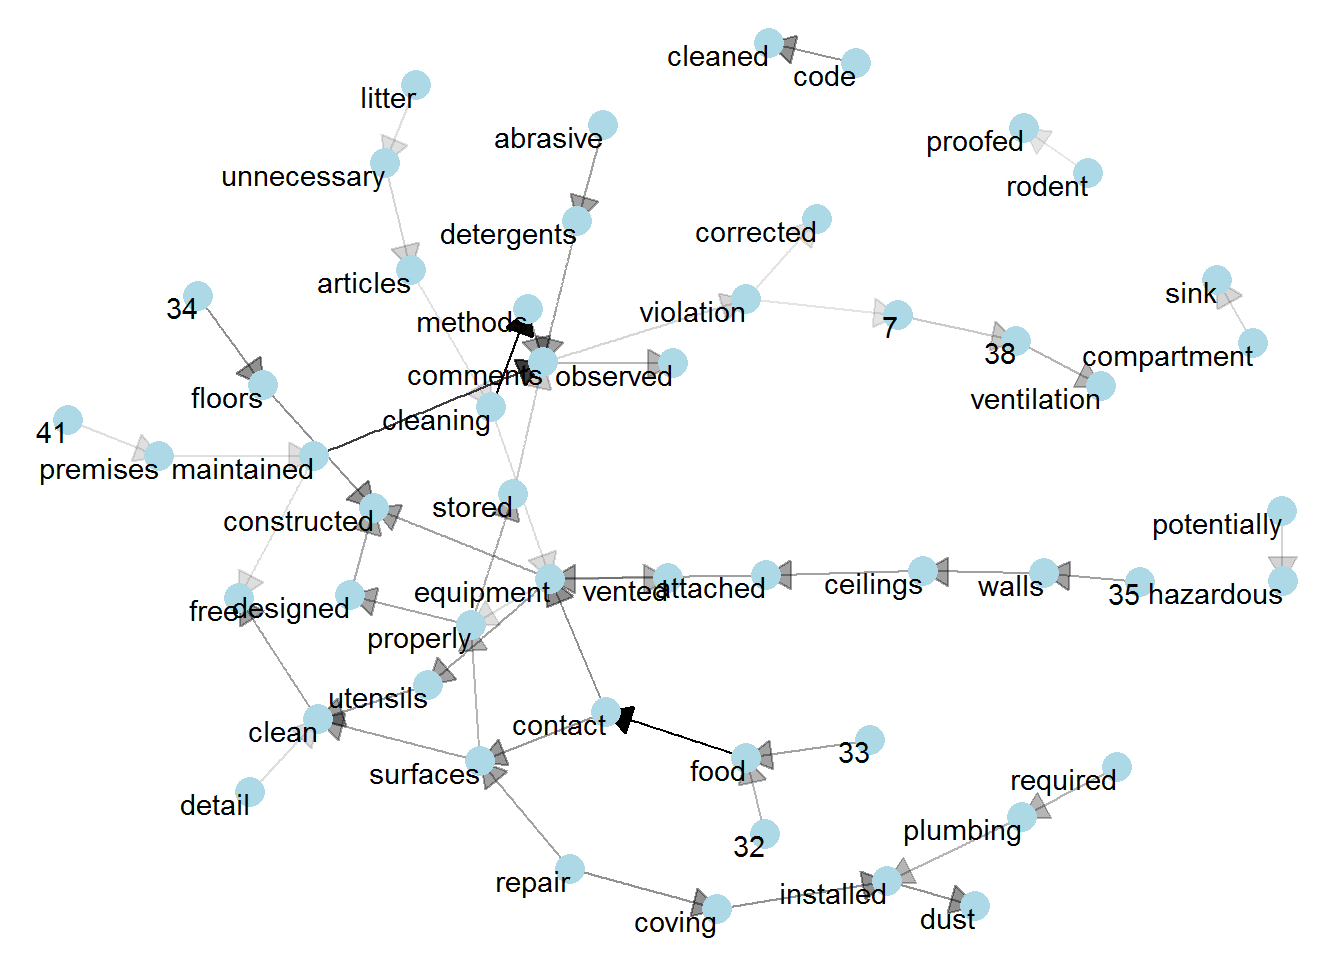 cleaned
code
litter
abrasive
proofed
unnecessary
rodent
detergents
corrected
articles
sink
34
methods
violation
7
38
compartment
comments
observed
floors
ventilation
cleaning
41
premises
maintained
stored
constructed
potentially
equipment
vented
attached
ceilings
walls
35
hazardous
free
designed
properly
utensils
clean
contact
surfaces
food
33
required
detail
plumbing
32
repair
installed
coving
dust